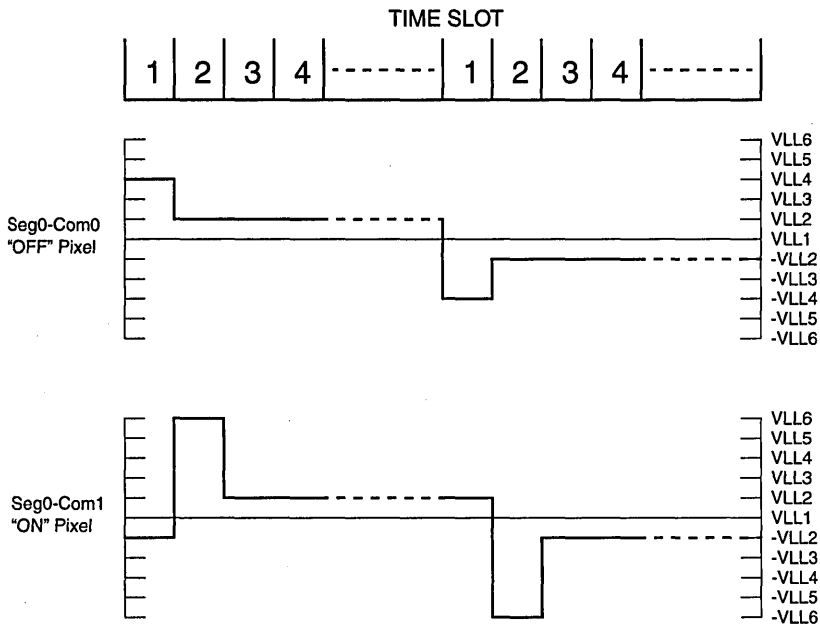 TIME SLOT
1 2 3 4 1 2 3 4
VLL6
VLL5
VLL4
VLL3
VLL2
VLL1
-VLL2
-VLL3
-VLL4
-VLL5
-VLL6
Seg0-Com0
"OFF" Pixel
VLL6
VLL5
VLL4
VLL3
VLL2
VLL1
-VLL2
-VLL3
-VLL4
-VLL5
-VLL6
Seg0-Com1
"ON" Pixel